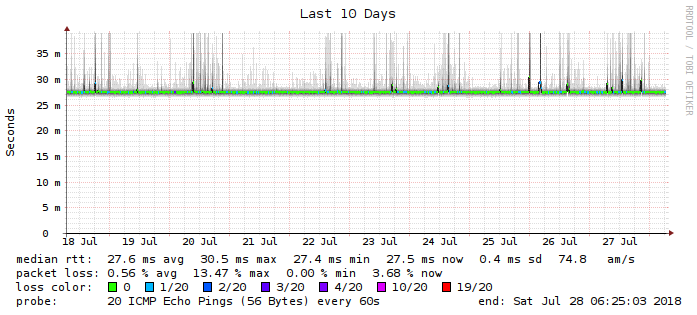 Last 10 Days
RRDTOOL / TOBI OETIKER
Seconds
35 m
30 m
25 m
20 m
15 m
10 m
5 m
0
18 Jul 19 Jul 20 Jul 21 Jul 22 Jul 23 Jul 24 Jul 25 Jul 26 Jul 27 Jul
median rtt: 27.6 ms avg 30.5 ms max 27.4 ms min 27.5 ms now 0.4 ms sd 74.8 am/s
packet loss: 0.56 % avg 13.47 % max 0.00 % min 3.68 % now
loss color: 0 1/20 2/20 3/20 4/20 10/20 19/20
probe: 20 ICMP Echo Pings (56 Bytes) every 60s end: Sat Jul 28 06:25:03 2018